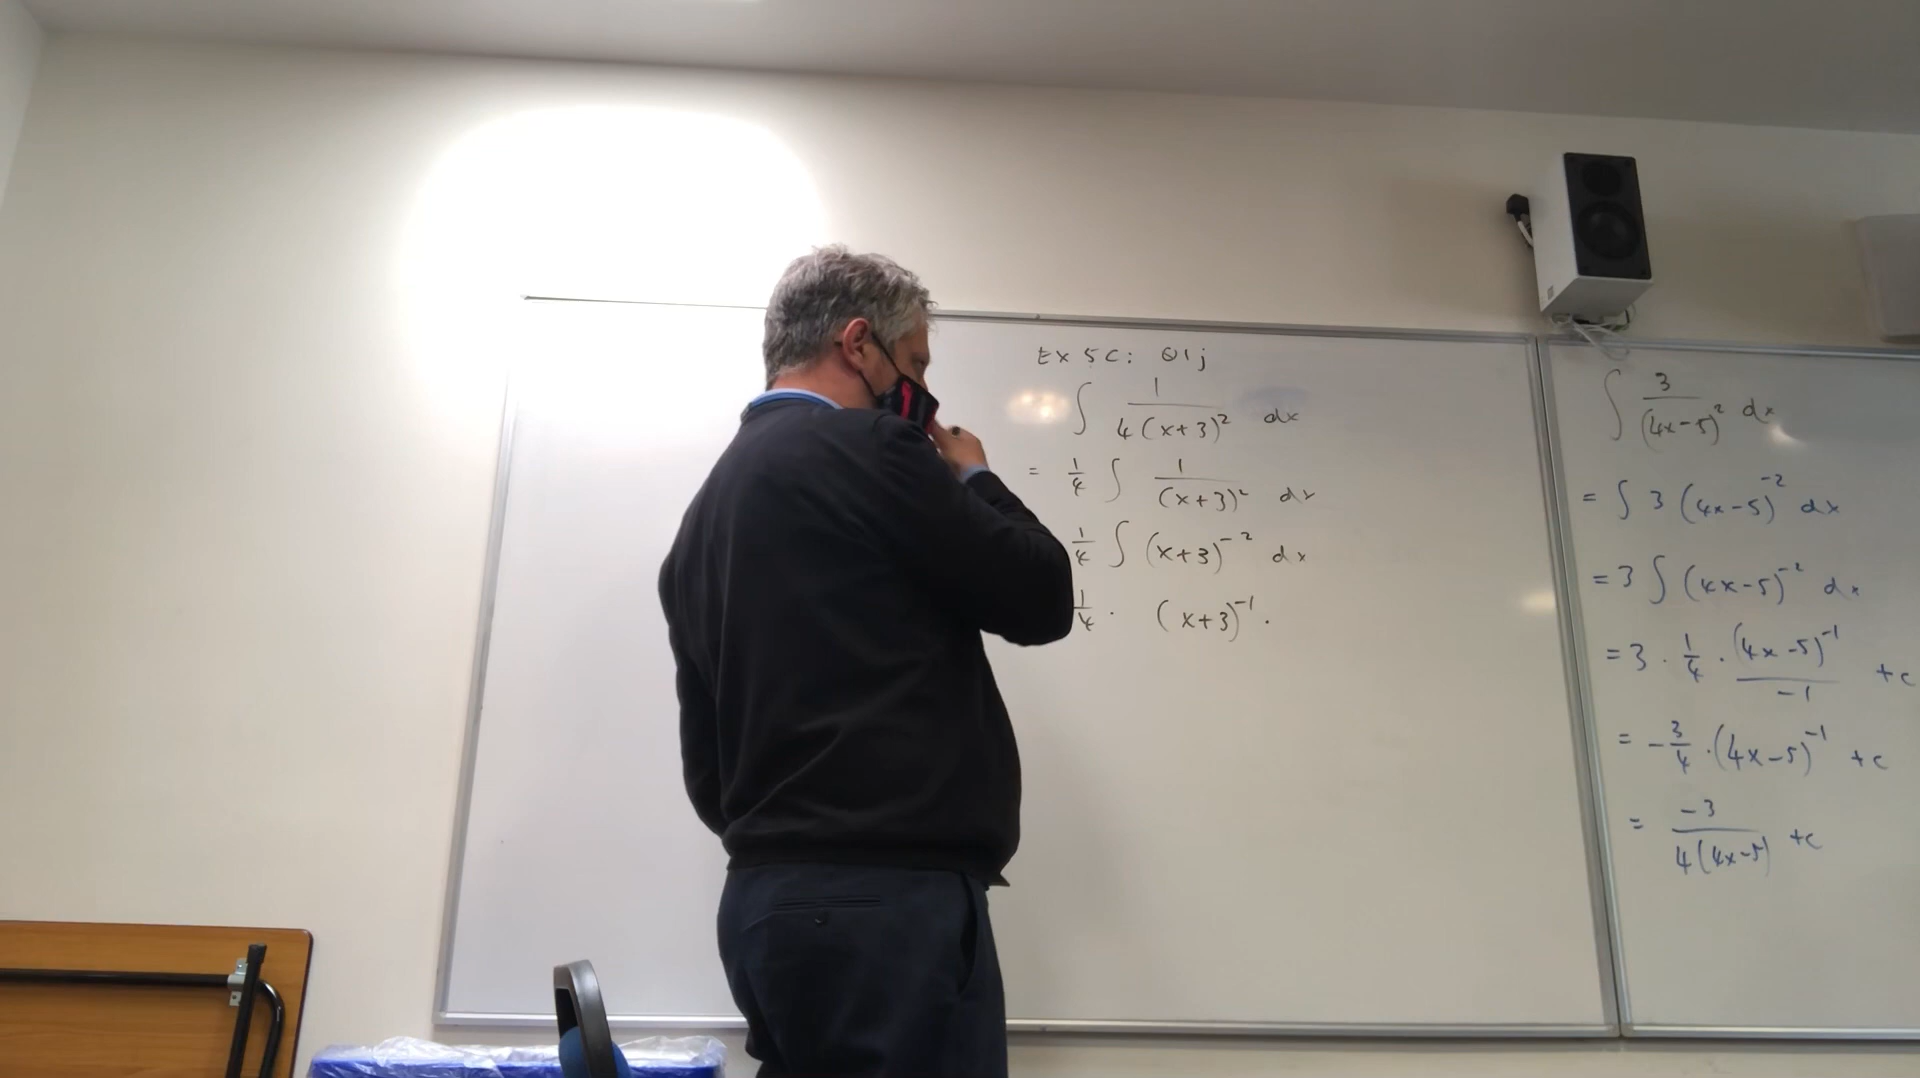 Ex 5C: Q1j
∫ 1/4(x+3)² dx
= 1/4 ∫ 1/(x+3)² dx
1/4 ∫ (x+3)⁻² dx
1/4 · (x+3)⁻¹.
∫ 3/(4x-5)² dx
= ∫ 3 (4x-5)⁻² dx
= 3 ∫ (4x-5)⁻² dx
= 3 · 1/4 · (4x-5)⁻¹/-1 + c
= -3/4 · (4x-5)⁻¹ + c
= -3/4(4x-5) + c